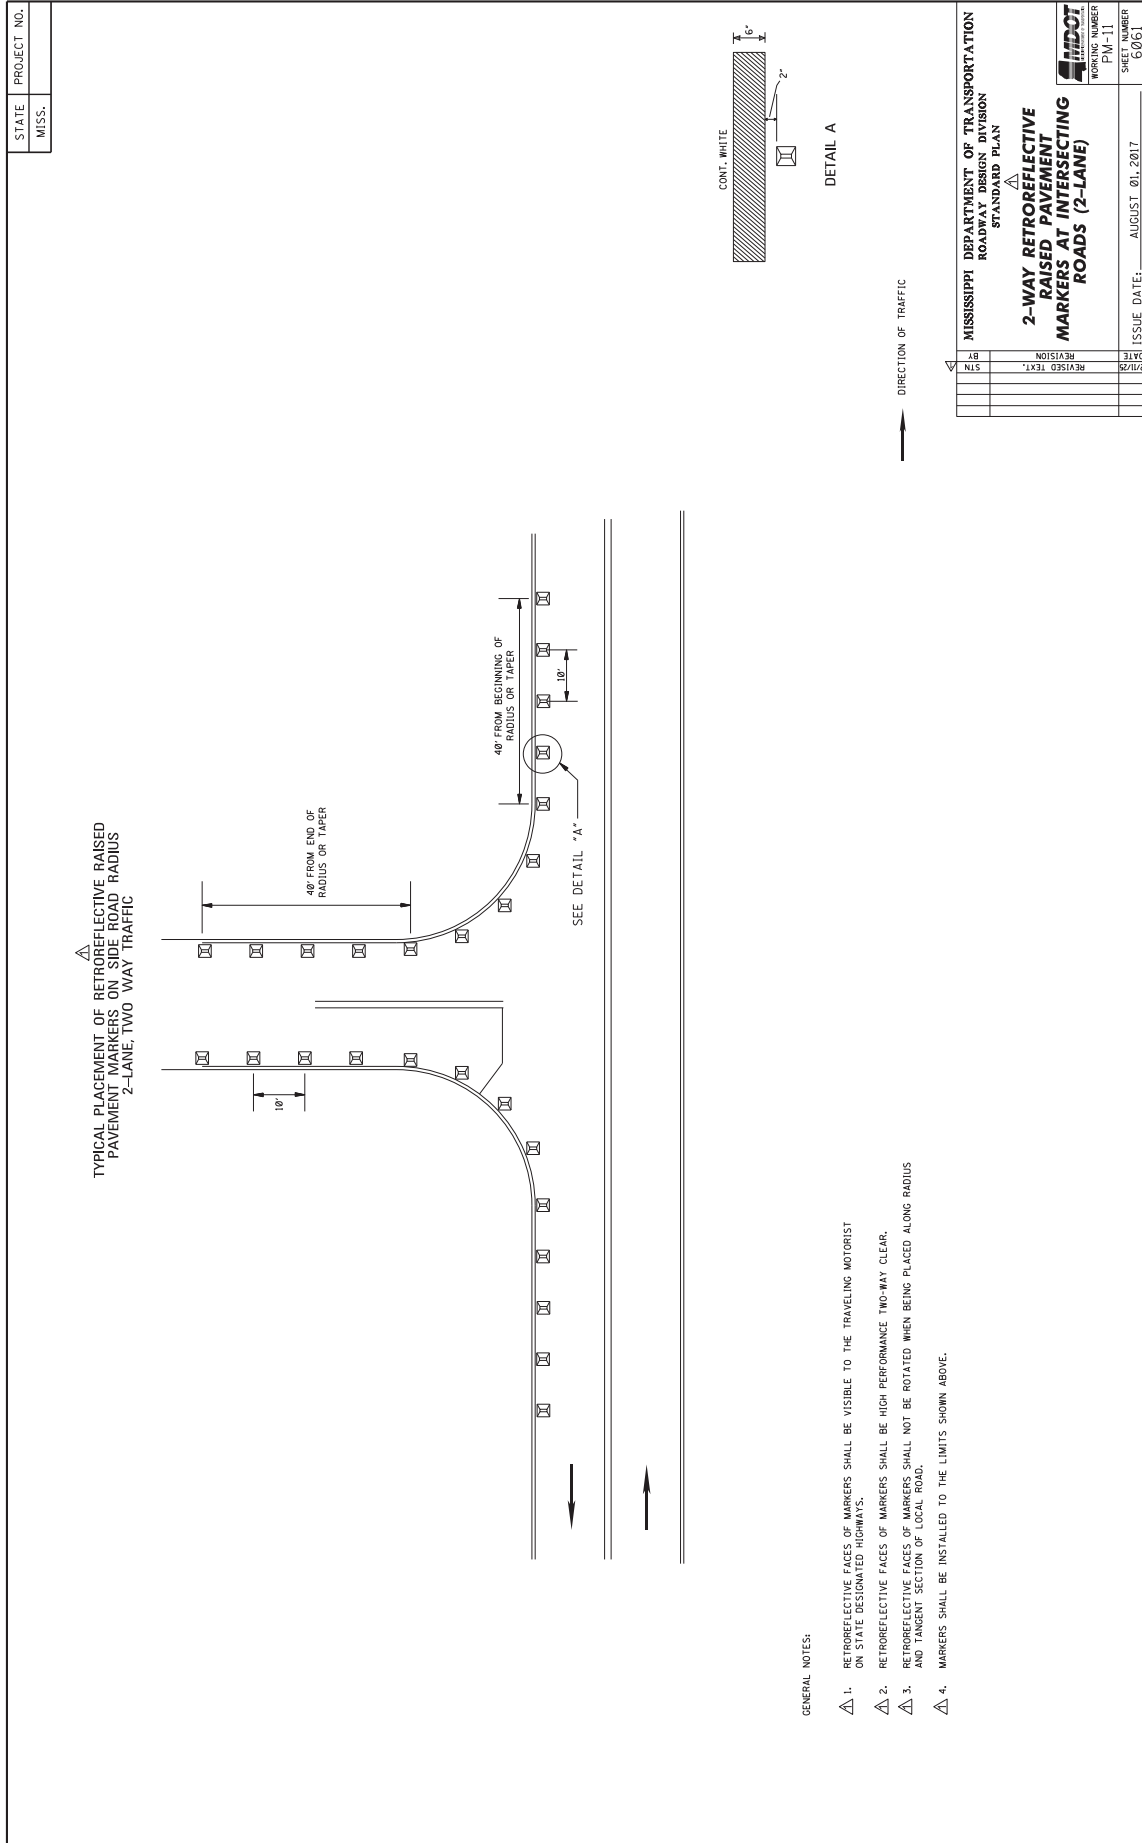 STATE PROJECT NO.
MISS.
TYPICAL PLACEMENT OF RETROREFLECTIVE RAISED
PAVEMENT MARKERS ON SIDE ROAD RADIUS
2-LANE, TWO WAY TRAFFIC
10'
40' FROM END OF
RADIUS OR TAPER
40' FROM BEGINNING OF
RADIUS OR TAPER
10'
SEE DETAIL "A"
CONT. WHITE
6"
2"
DETAIL A
DIRECTION OF TRAFFIC
GENERAL NOTES:
1. RETROREFLECTIVE FACES OF MARKERS SHALL BE VISIBLE TO THE TRAVELING MOTORIST
ON STATE DESIGNATED HIGHWAYS.
2. RETROREFLECTIVE FACES OF MARKERS SHALL BE HIGH PERFORMANCE TWO-WAY CLEAR.
3. RETROREFLECTIVE FACES OF MARKERS SHALL NOT BE ROTATED WHEN BEING PLACED ALONG RADIUS
AND TANGENT SECTION OF LOCAL ROAD.
4. MARKERS SHALL BE INSTALLED TO THE LIMITS SHOWN ABOVE.
BY
REVISION
DATE
STN
REVISED TEXT.
MISSISSIPPI DEPARTMENT OF TRANSPORTATION
ROADWAY DESIGN DIVISION
STANDARD PLAN
2-WAY RETROREFLECTIVE
RAISED PAVEMENT
MARKERS AT INTERSECTING
ROADS (2-LANE)
ISSUE DATE: AUGUST 01, 2017
MDOT
WORKING NUMBER
PM-11
SHEET NUMBER
6061